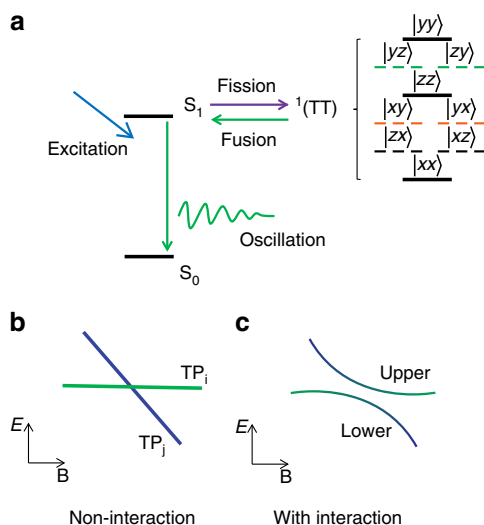 a
|yy⟩
|yz⟩ |zy⟩
|zz⟩
|xy⟩ |yx⟩
|zx⟩ |xz⟩
|xx⟩
S₁ Fission ¹(TT)
Fusion
Excitation
Oscillation
S₀
b
TPᵢ
TPⱼ
E
B
Non-interaction
c
Upper
Lower
E
B
With interaction